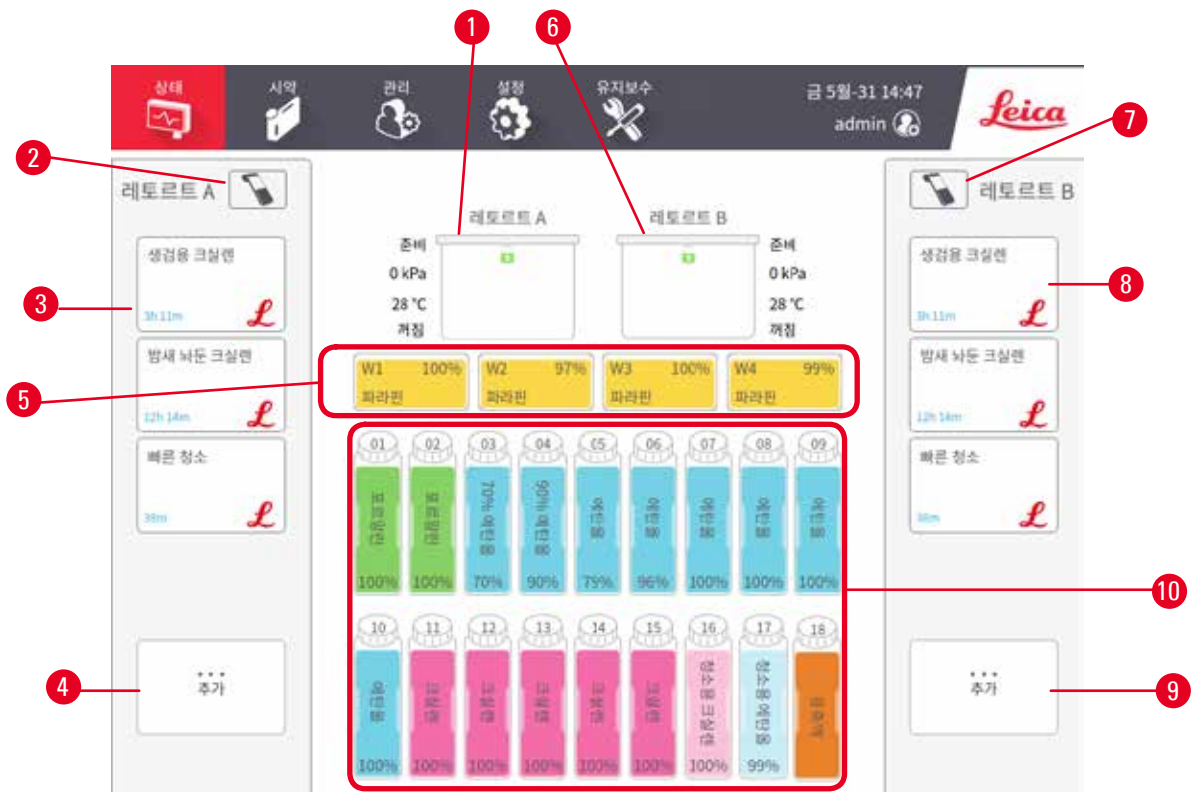 1
6
상태
시약
관리
설정
유지보수
금 5월-31 14:47
admin
Leica
7
2
레토르트 A
레토르트 B
레토르트 A
레토르트 B
생검용 크실렌
3h 11m
3
밤새 놔둔 크실렌
12h 14m
빠른 청소
38m
준비
0 kPa
28 °C
꺼짐
준비
0 kPa
28 °C
꺼짐
생검용 크실렌
3h 11m
8
밤새 놔둔 크실렌
12h 14m
빠른 청소
38m
5
W1 100%
파라핀
W2 97%
파라핀
W3 100%
파라핀
W4 99%
파라핀
01 02 03 04 05 06 07 08 09
포르말린
포르말린
70% 에탄올
90% 에탄올
에탄올
에탄올
에탄올
에탄올
에탄올
100% 100% 70% 90% 79% 96% 100% 100% 100%
10
10 11 12 13 14 15 16 17 18
에탄올
크실렌
크실렌
크실렌
크실렌
크실렌
청소용 크실렌
청소용 에탄올
100% 100% 100% 100% 100% 100% 100% 99%
4
... 추가
... 추가
9